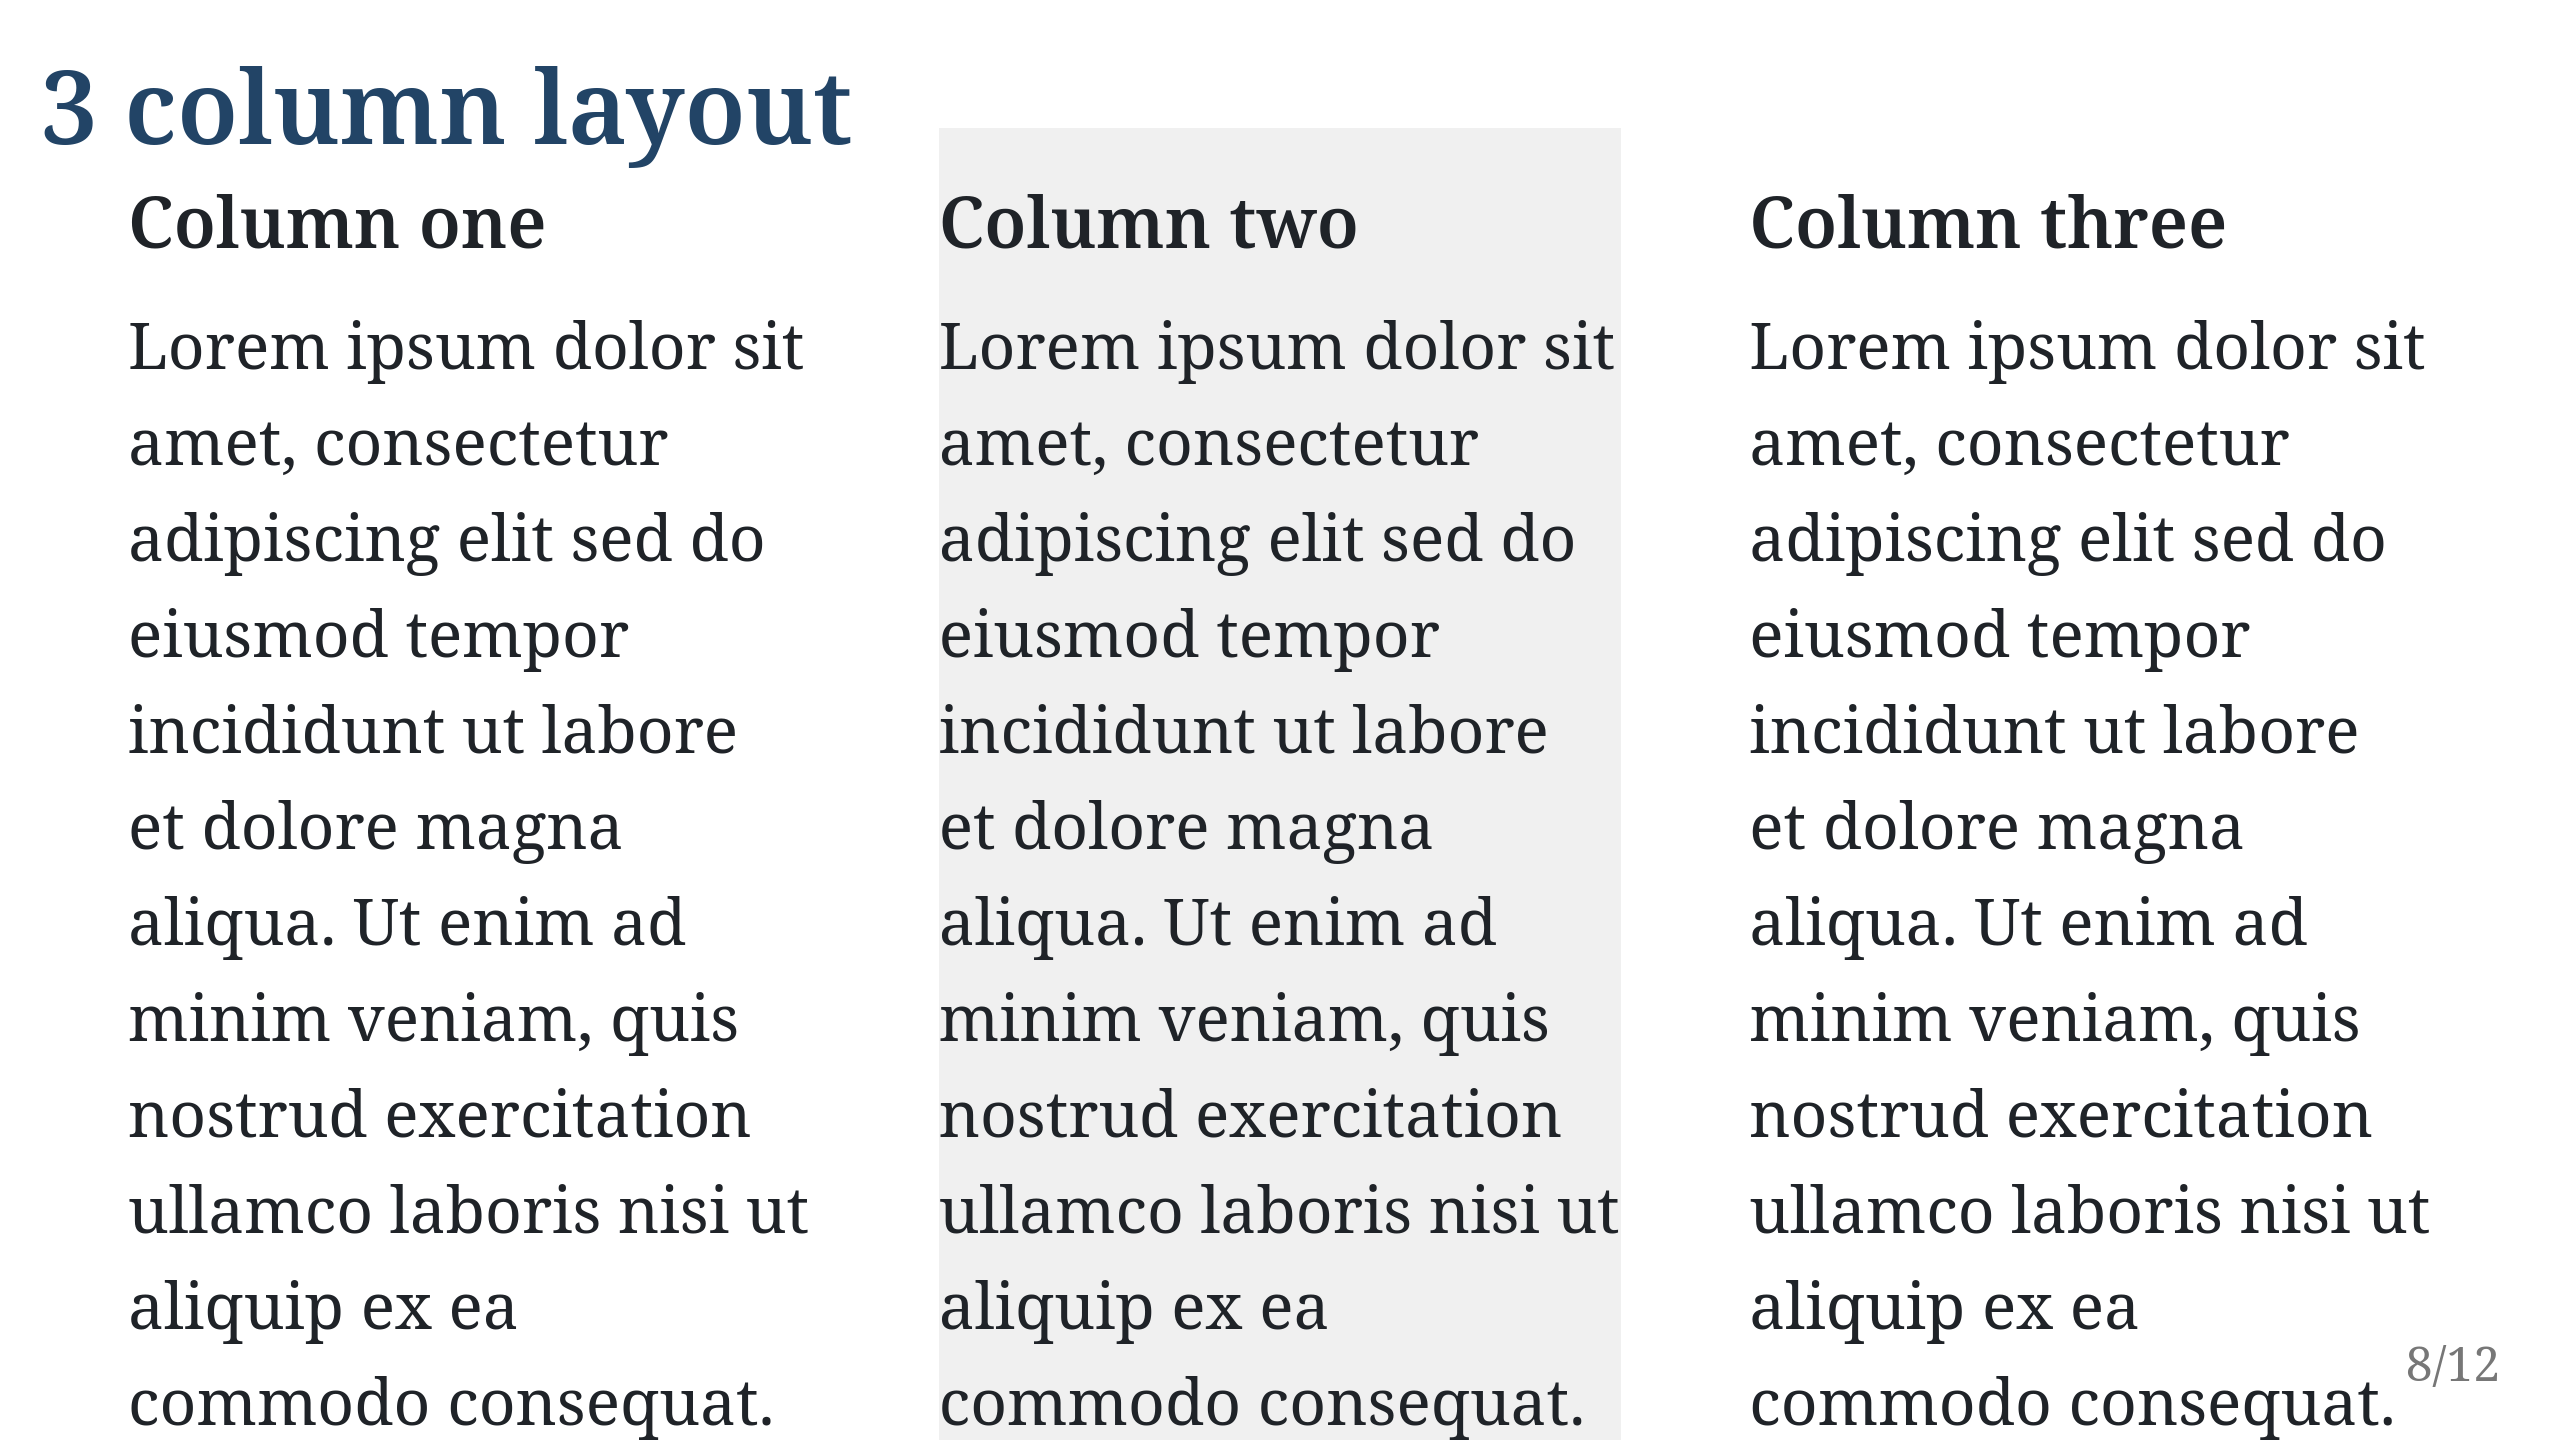 3 column layout
Column one
Lorem ipsum dolor sit
amet, consectetur
adipiscing elit sed do
eiusmod tempor
incididunt ut labore
et dolore magna
aliqua. Ut enim ad
minim veniam, quis
nostrud exercitation
ullamco laboris nisi ut
aliquip ex ea
commodo consequat.
Column two
Lorem ipsum dolor sit
amet, consectetur
adipiscing elit sed do
eiusmod tempor
incididunt ut labore
et dolore magna
aliqua. Ut enim ad
minim veniam, quis
nostrud exercitation
ullamco laboris nisi ut
aliquip ex ea
commodo consequat.
Column three
Lorem ipsum dolor sit
amet, consectetur
adipiscing elit sed do
eiusmod tempor
incididunt ut labore
et dolore magna
aliqua. Ut enim ad
minim veniam, quis
nostrud exercitation
ullamco laboris nisi ut
aliquip ex ea
commodo consequat.
8/12